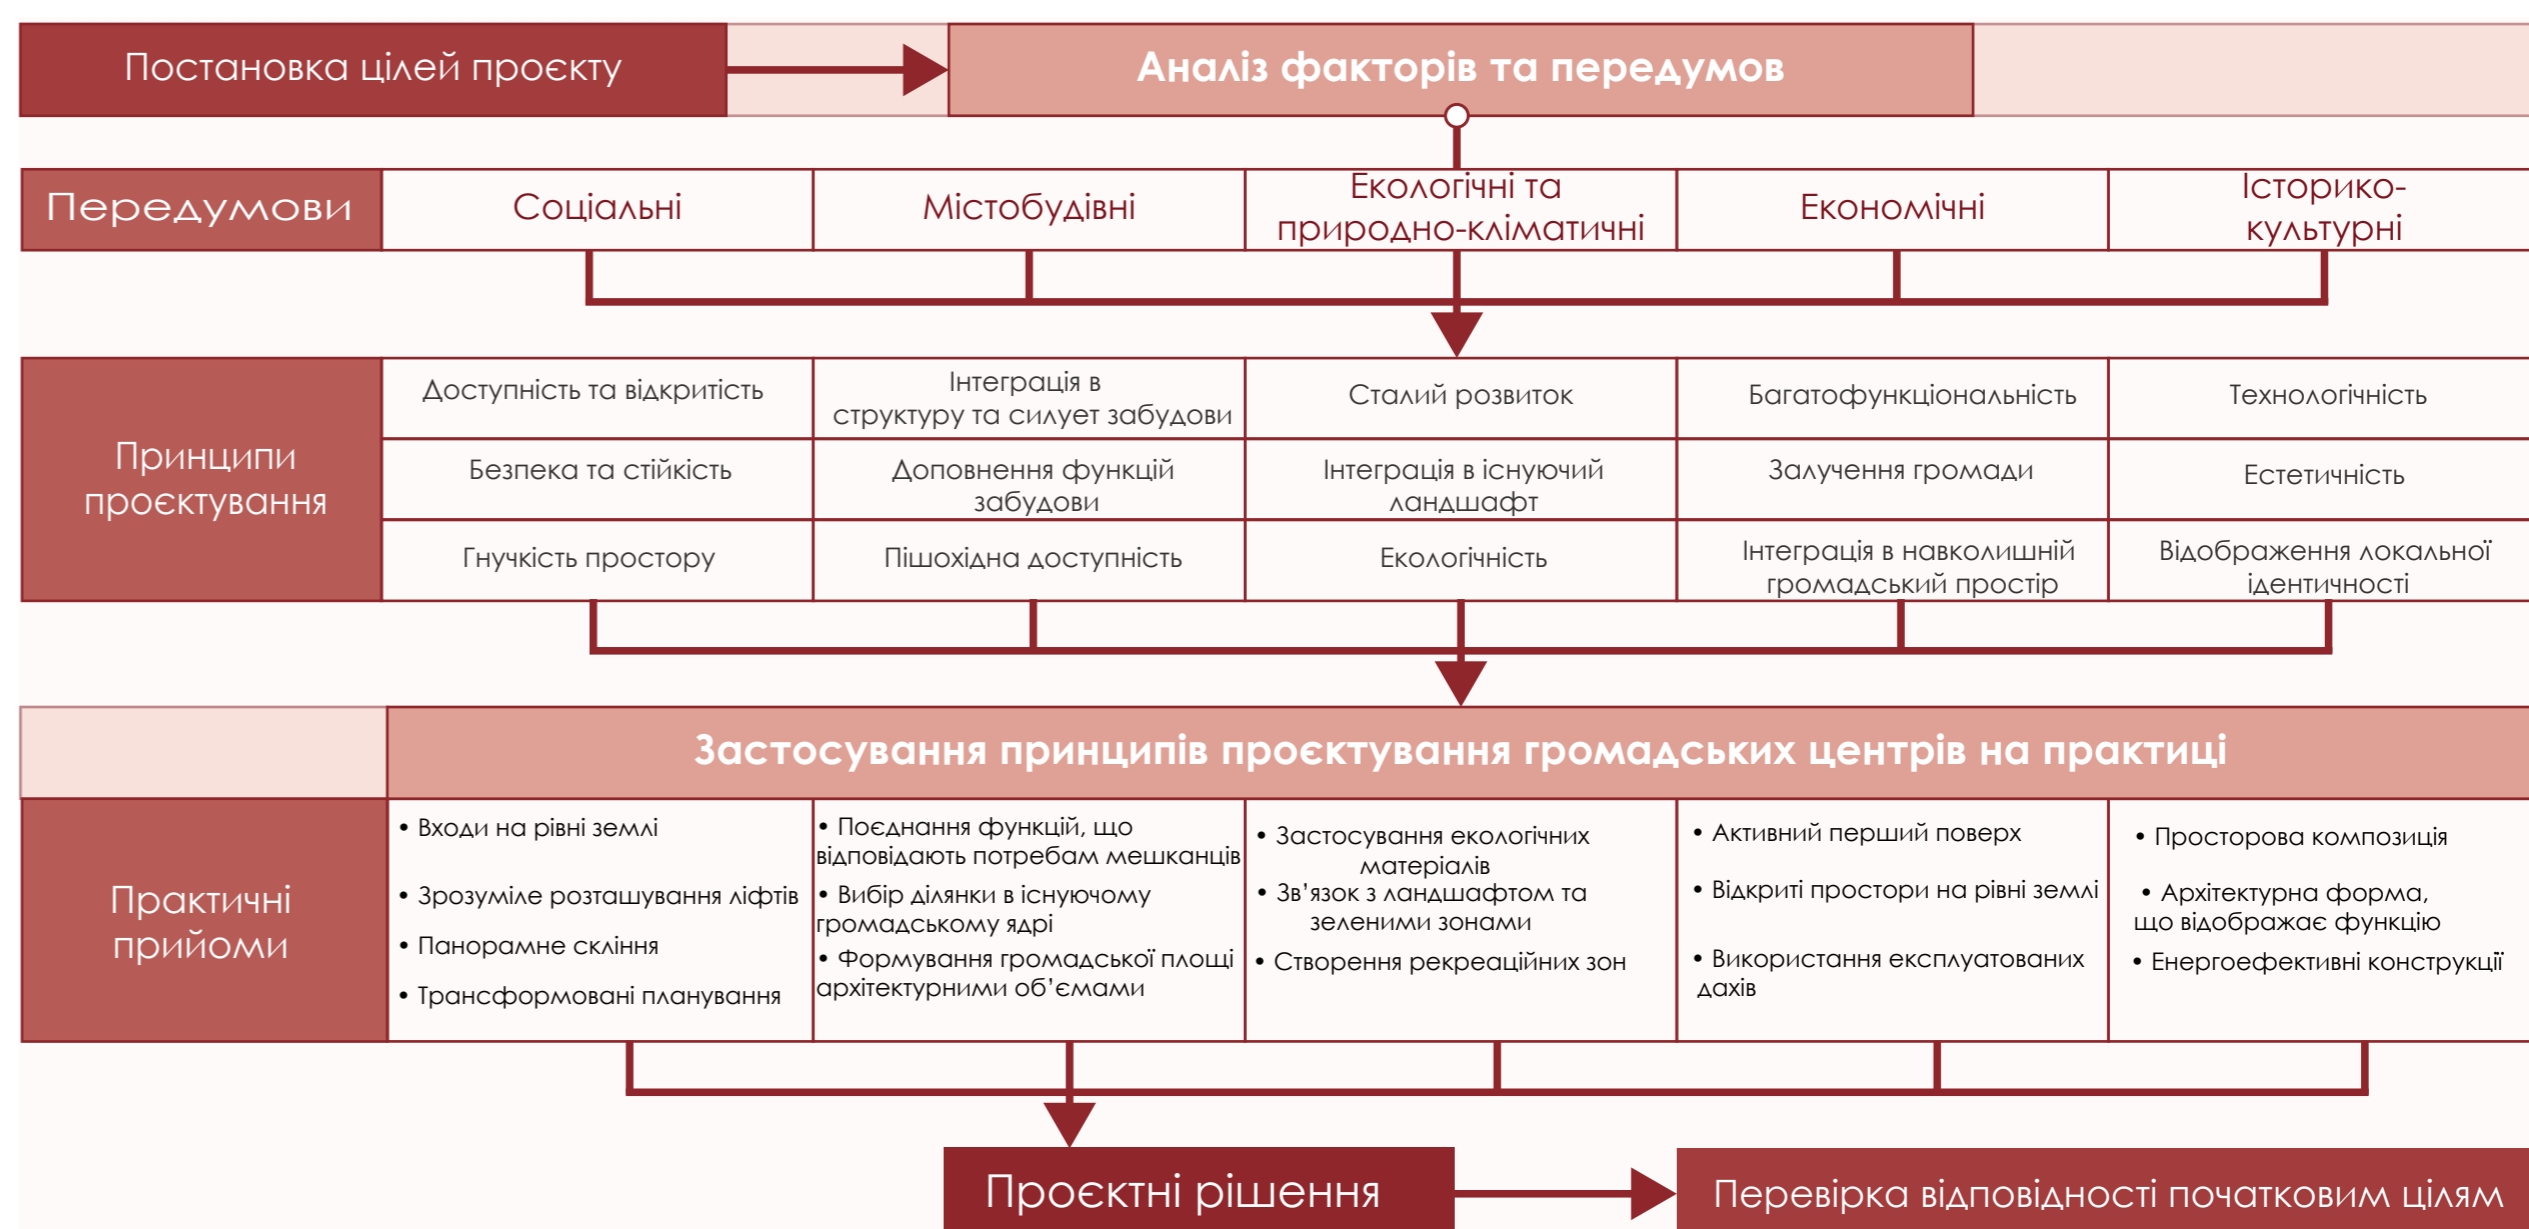 Постановка цілей проєкту
Аналіз факторів та передумов
Передумови
Соціальні
Містобудівні
Екологічні та
природно-кліматичні
Економічні
Історико-
культурні
Принципи
проєктування
Доступність та відкритість
Інтеграція в
структуру та силует забудови
Сталий розвиток
Багатофункціональність
Технологічність
Безпека та стійкість
Доповнення функцій
забудови
Інтеграція в існуючий
ландшафт
Залучення громади
Естетичність
Гнучкість простору
Пішохідна доступність
Екологічність
Інтеграція в навколишній
громадський простір
Відображення локальної
ідентичності
Застосування принципів проєктування громадських центрів на практиці
Практичні
прийоми
• Входи на рівні землі
• Зрозуміле розташування ліфтів
• Панорамне скління
• Трансформовані планування
• Поєднання функцій, що
відповідають потребам мешканців
• Вибір ділянки в існуючому
громадському ядрі
• Формування громадської площі
архітектурними об’ємами
• Застосування екологічних
матеріалів
• Зв’язок з ландшафтом та
зеленими зонами
• Створення рекреаційних зон
• Активний перший поверх
• Відкриті простори на рівні землі
• Використання експлуатованих
дахів
• Просторова композиція
• Архітектурна форма,
що відображає функцію
• Енергоефективні конструкції
Проєктні рішення
Перевірка відповідності початковим цілям